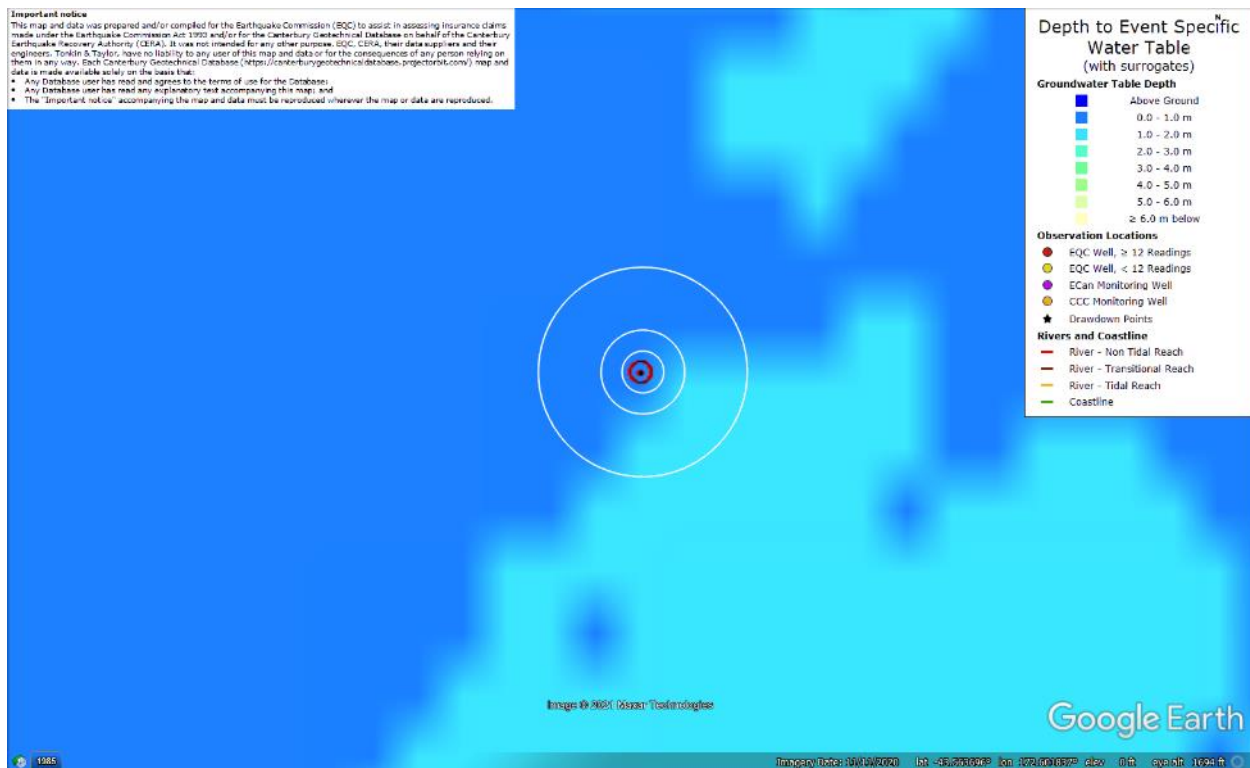 Important notice
This map and data was prepared and/or compiled for the Earthquake Commission (EQC) to assist in assessing insurance claims
made under the Earthquake Commission Act 1993 and/or for the Canterbury Geotechnical Database on behalf of the Canterbury
Earthquake Recovery Authority (CERA). It was not intended for any other purpose. EQC, CERA, their data suppliers and their
engineers, Tonkin & Taylor, have no liability to any user of this map and data or for the consequences of any person relying on
them in any way. Each Canterbury Geotechnical Database (https://canterburygeotechnicaldatabase.projectorbit.com/) map and
data is made available solely on the basis that:
• Any Database user has read and agrees to the terms of use for the Database;
• Any Database user has read any explanatory text accompanying this map; and
• The "Important notice" accompanying the map and data must be reproduced wherever the map or data are reproduced.
N
Depth to Event Specific
Water Table
(with surrogates)
Groundwater Table Depth
Above Ground
0.0 - 1.0 m
1.0 - 2.0 m
2.0 - 3.0 m
3.0 - 4.0 m
4.0 - 5.0 m
5.0 - 6.0 m
≥ 6.0 m below
Observation Locations
EQC Well, ≥ 12 Readings
EQC Well, < 12 Readings
ECan Monitoring Well
CCC Monitoring Well
Drawdown Points
Rivers and Coastline
River - Non Tidal Reach
River - Transitional Reach
River - Tidal Reach
Coastline
Image © 2021 Maxar Technologies
Google Earth
1985
Imagery Date: lat lon elev 0 ft eye alt 1694 ft